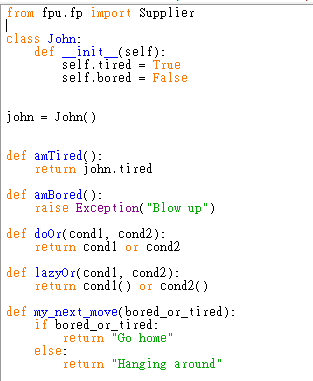 from fpu.fp import Supplier
class John:
    def __init__(self):
        self.tired = True
        self.bored = False
john = John()
def amTired():
    return john.tired
def amBored():
    raise Exception("Blow up")
def doOr(cond1, cond2):
    return cond1 or cond2
def lazyOr(cond1, cond2):
    return cond1() or cond2()
def my_next_move(bored_or_tired):
    if bored_or_tired:
        return "Go home"
    else:
        return "Hanging around"